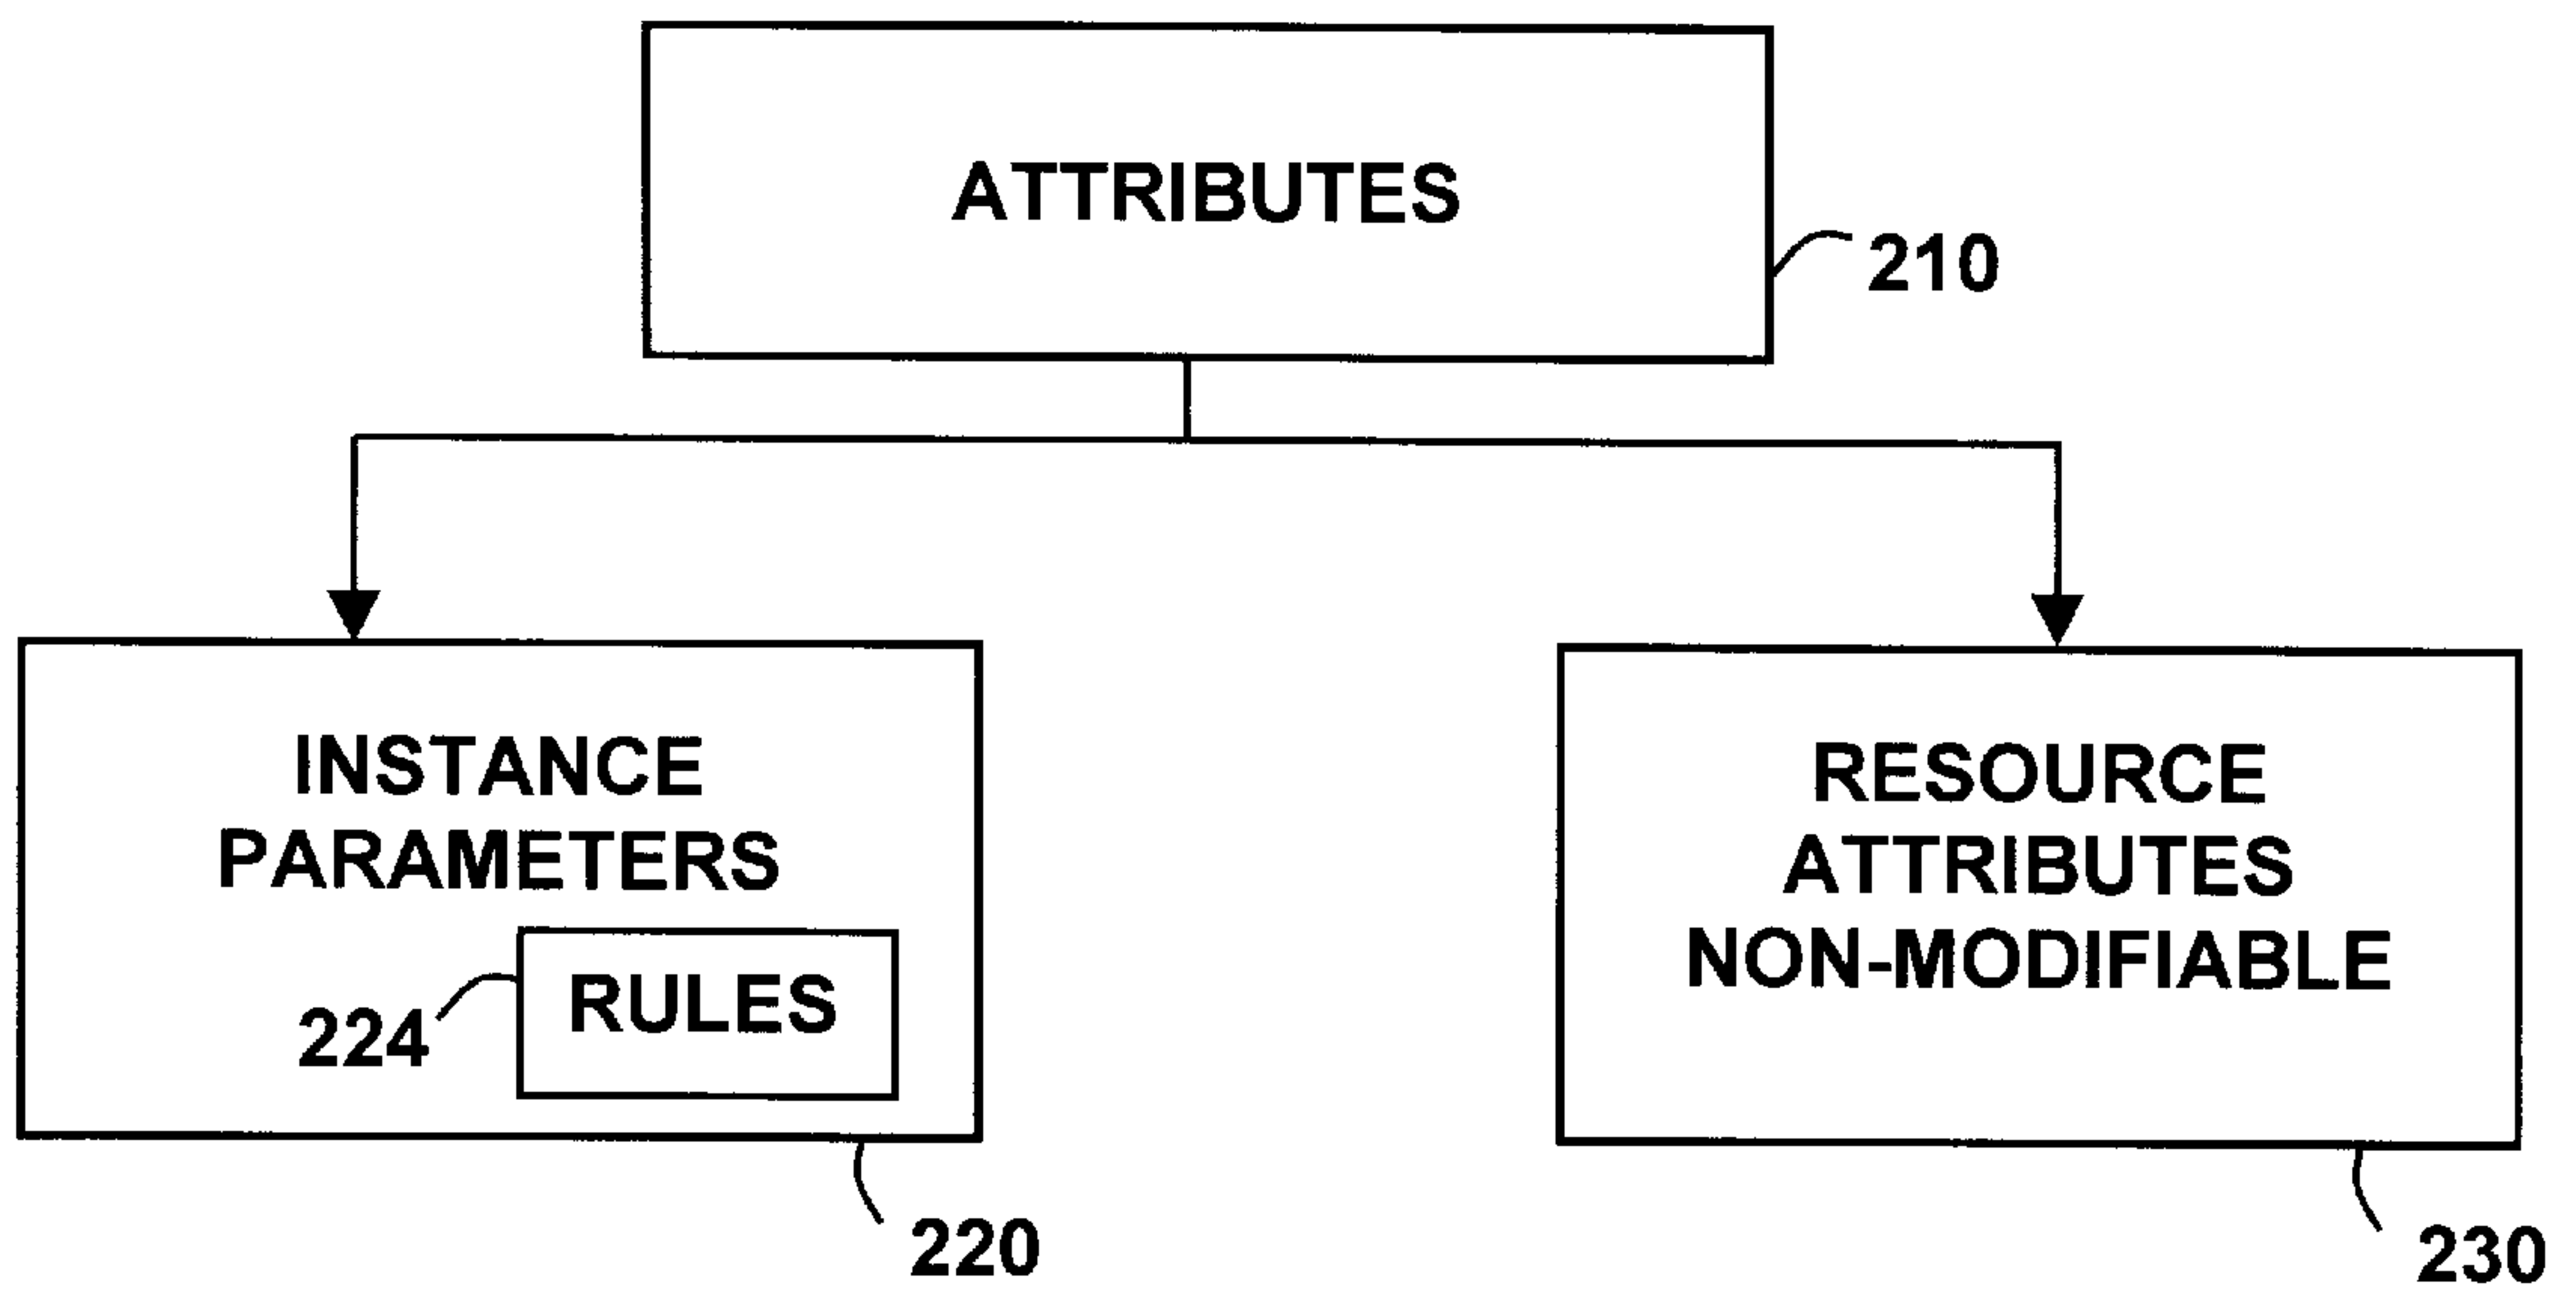 ATTRIBUTES
210
INSTANCE
PARAMETERS
RULES
224
220
RESOURCE
ATTRIBUTES
NON-MODIFIABLE
230